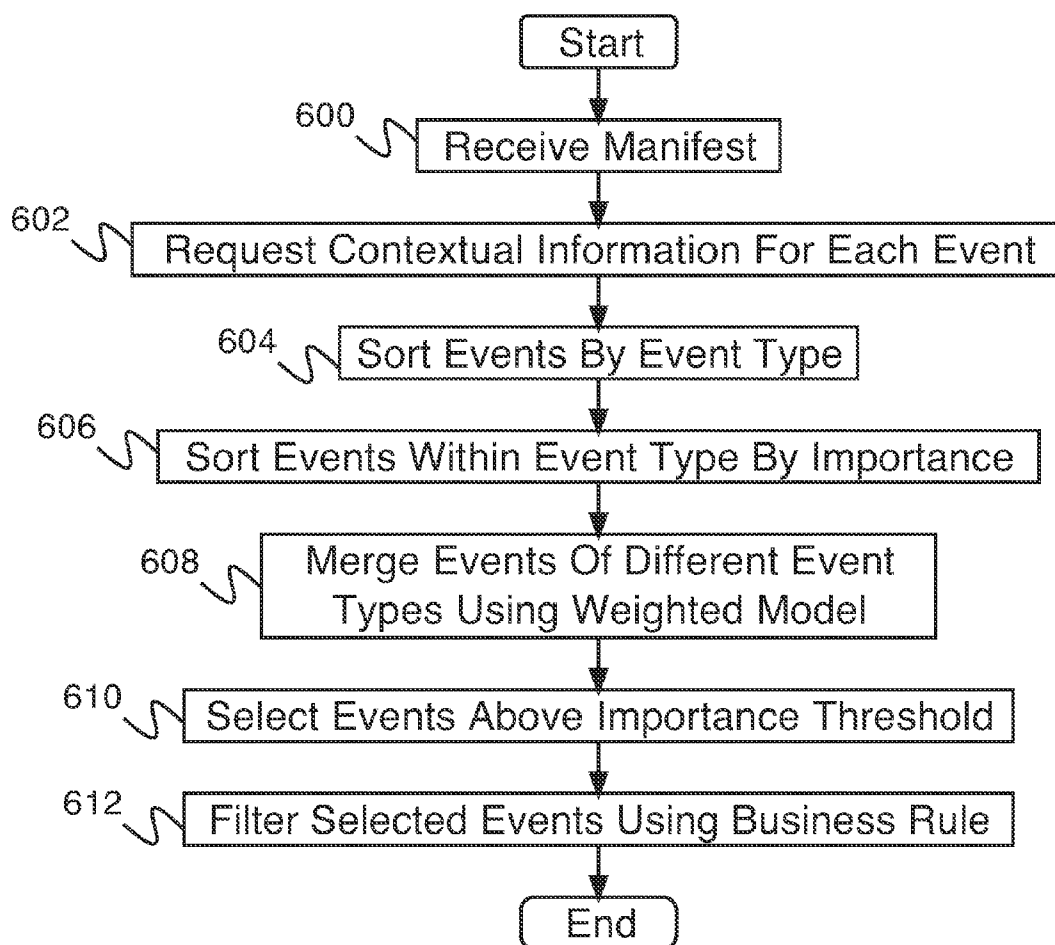 Start
600
Receive Manifest
602
Request Contextual Information For Each Event
604
Sort Events By Event Type
606
Sort Events Within Event Type By Importance
608
Merge Events Of Different Event
Types Using Weighted Model
610
Select Events Above Importance Threshold
612
Filter Selected Events Using Business Rule
End